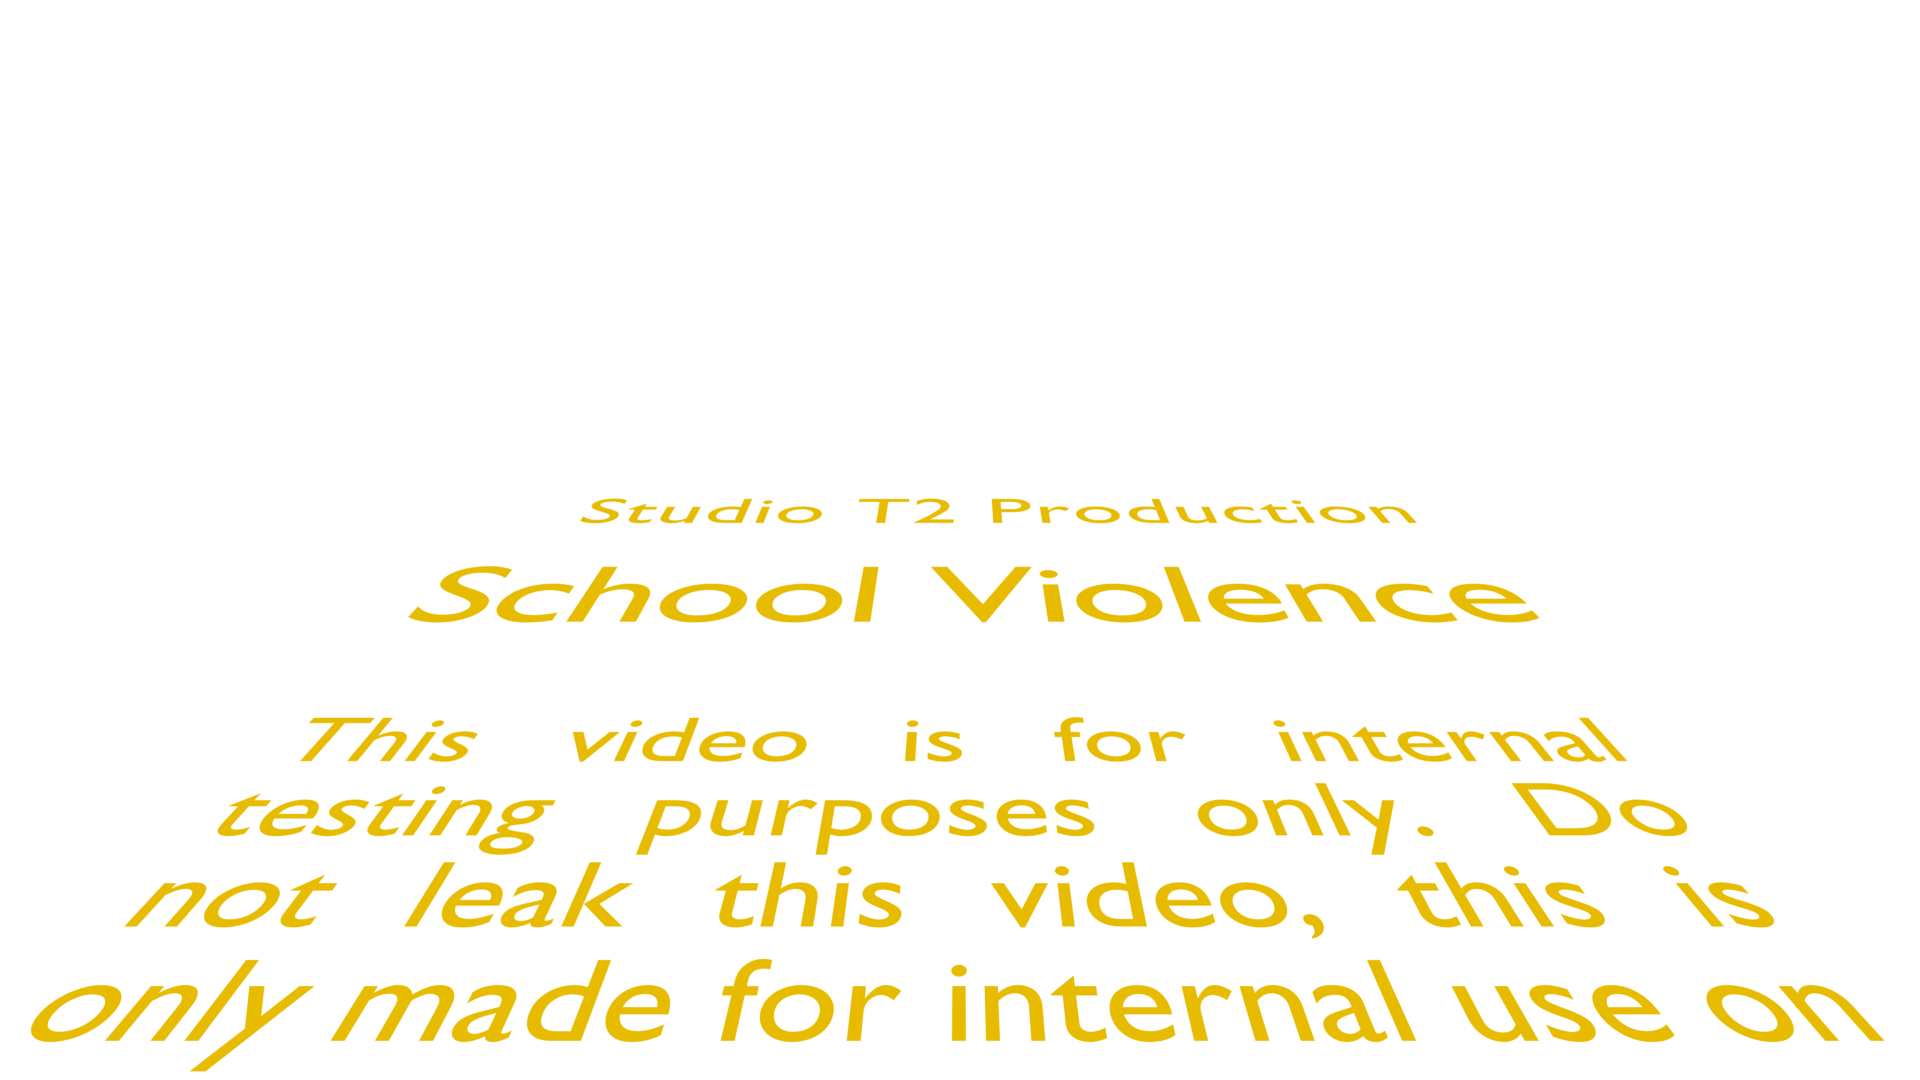 Studio T2 Production
School Violence
This video is for internal
testing purposes only. Do
not leak this video, this is
only made for internal use on